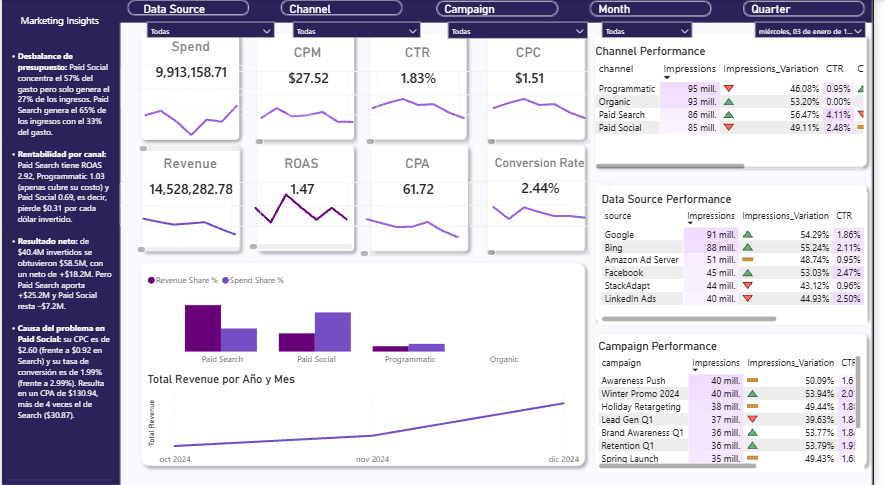 Marketing Insights
• Desbalance de
presupuesto: Paid Social
concentra el 57% del
gasto pero solo genera el
27% de los ingresos. Paid
Search genera el 65% de
los ingresos con el 33%
del gasto.
• Rentabilidad por canal:
Paid Search tiene ROAS
2.92, Programmatic 1.03
(apenas cubre su costo) y
Paid Social 0.69, es decir,
pierde $0.31 por cada
dólar invertido.
• Resultado neto: de
$40.4M invertidos se
obtuvieron $58.5M, con
un neto de +$18.2M. Pero
Paid Search aporta
+$25.2M y Paid Social
resta –$7.2M.
• Causa del problema en
Paid Social: su CPC es de
$2.60 (frente a $0.92 en
Search) y su tasa de
conversión es de 1.99%
(frente a 2.99%). Resulta
en un CPA de $130.94,
más de 4 veces el de
Search ($30.87).
Data Source Channel Campaign Month Quarter
Todas Todas Todas Todas miércoles, 03 de enero de 1...
Spend CPM CTR CPC
9,913,158.71 $27.52 1.83% $1.51
Revenue ROAS CPA Conversion Rate
14,528,282.78 1.47 61.72 2.44%
Revenue Share % Spend Share %
Paid Search Paid Social Programmatic Organic
Total Revenue por Año y Mes
Total Revenue
oct 2024 nov 2024 dic 2024
Channel Performance
channel Impressions Impressions_Variation CTR C
Programmatic 95 mill. 46.08% 0.95%
Organic 93 mill. 53.20% 0.00%
Paid Search 86 mill. 56.47% 4.11%
Paid Social 85 mill. 49.11% 2.48%
Data Source Performance
source Impressions Impressions_Variation CTR
Google 91 mill. 54.29% 1.86%
Bing 88 mill. 55.24% 2.11%
Amazon Ad Server 51 mill. 48.74% 0.95%
Facebook 45 mill. 53.03% 2.47%
StackAdapt 44 mill. 43.12% 0.96%
LinkedIn Ads 40 mill. 44.93% 2.50%
Campaign Performance
campaign Impressions Impressions_Variation CTR
Awareness Push 40 mill. 50.09% 1.6
Winter Promo 2024 40 mill. 53.94% 2.0
Holiday Retargeting 38 mill. 49.44% 1.8
Lead Gen Q1 37 mill. 39.63% 1.8
Brand Awareness Q1 36 mill. 53.77% 1.8
Retention Q1 36 mill. 53.79% 1.9
Spring Launch 35 mill. 49.43% 1.6